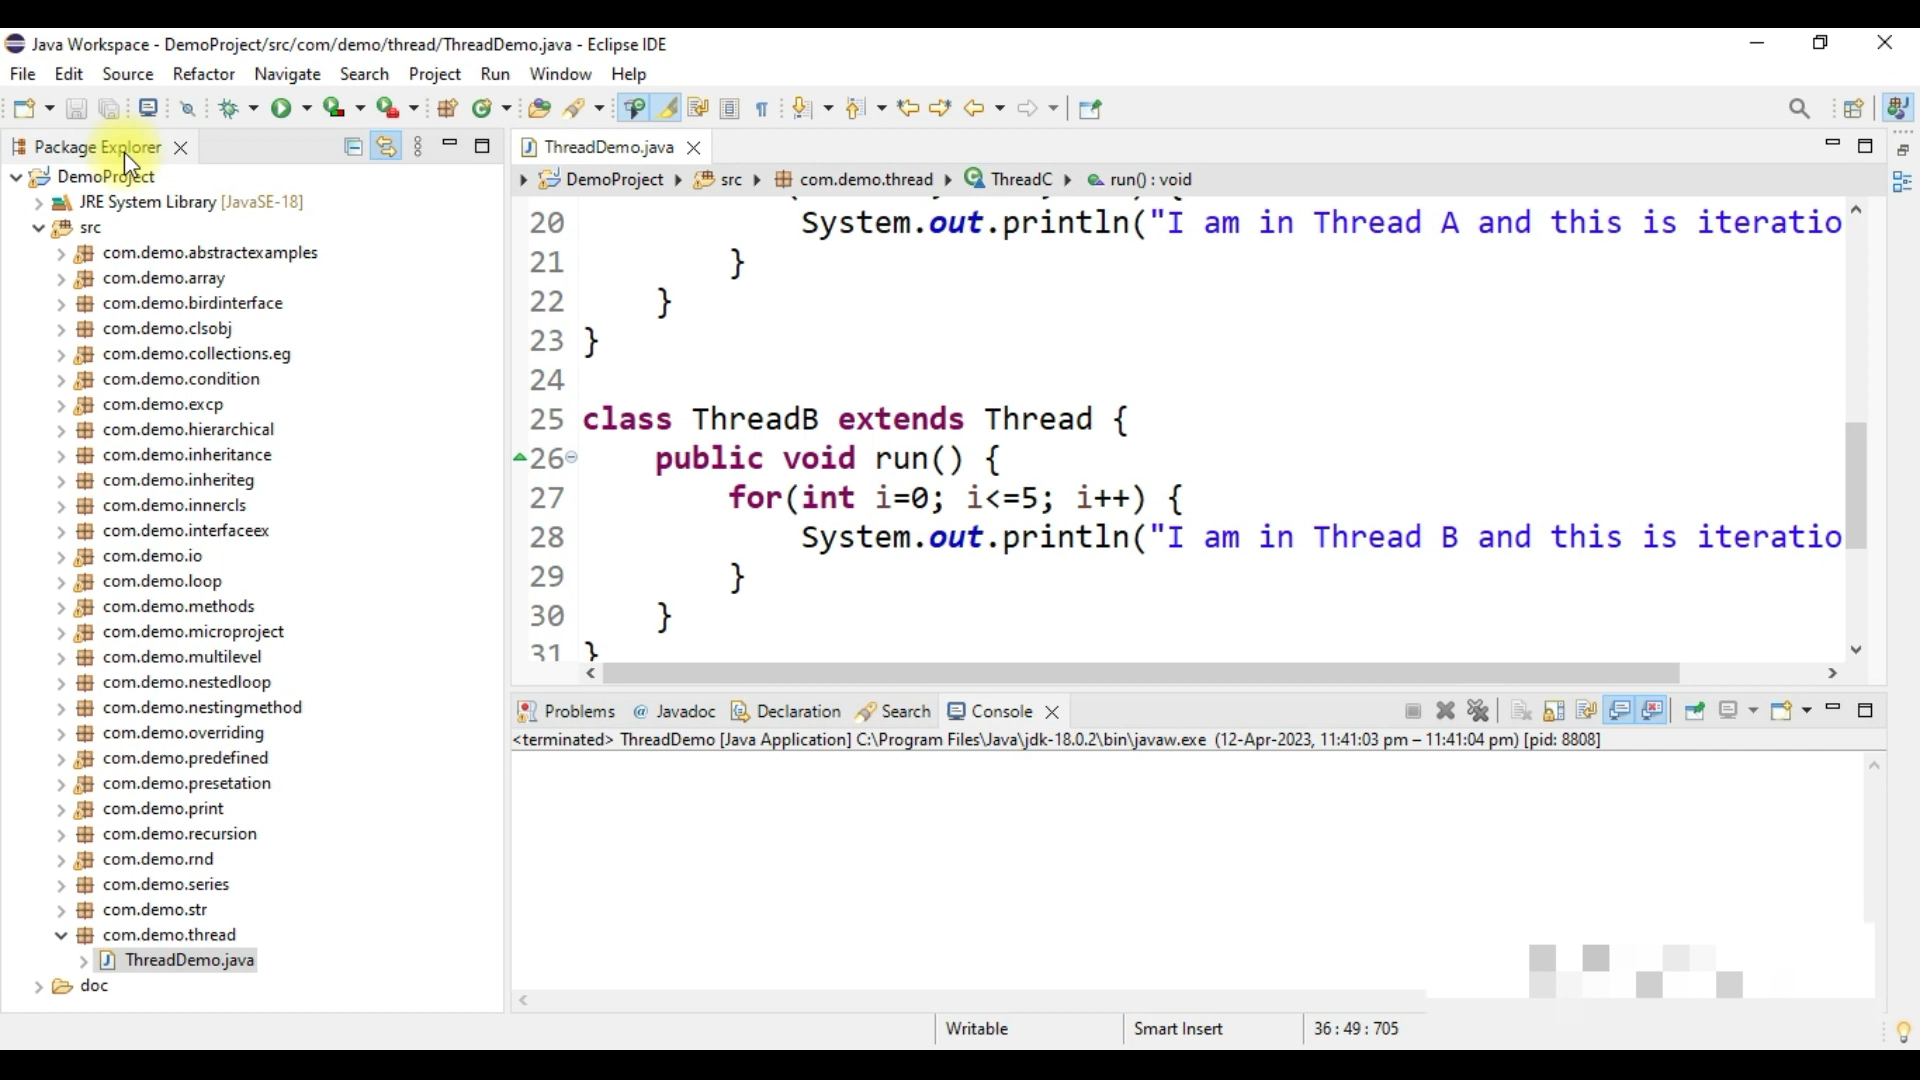 Java Workspace - DemoProject/src/com/demo/thread/ThreadDemo.java - Eclipse IDE
File Edit Source Refactor Navigate Search Project Run Window Help
Package Explorer
DemoProject
JRE System Library [JavaSE-18]
src
com.demo.abstractexamples
com.demo.array
com.demo.birdinterface
com.demo.clsobj
com.demo.collections.eg
com.demo.condition
com.demo.excp
com.demo.hierarchical
com.demo.inheritance
com.demo.inheriteg
com.demo.innercls
com.demo.interfaceex
com.demo.io
com.demo.loop
com.demo.methods
com.demo.microproject
com.demo.multilevel
com.demo.nestedloop
com.demo.nestingmethod
com.demo.overriding
com.demo.predefined
com.demo.presetation
com.demo.print
com.demo.recursion
com.demo.rnd
com.demo.series
com.demo.str
com.demo.thread
ThreadDemo.java
doc
ThreadDemo.java
DemoProject src com.demo.thread ThreadC run() : void
20 System.out.println("I am in Thread A and this is iteratio
21 }
22 }
23 }
24
25 class ThreadB extends Thread {
26 public void run() {
27 for(int i=0; i<=5; i++) {
28 System.out.println("I am in Thread B and this is iteratio
29 }
30 }
31 }
Problems @ Javadoc Declaration Search Console
<terminated> ThreadDemo [Java Application] C:\Program Files\Java\jdk-18.0.2\bin\javaw.exe (12-Apr-2023, 11:41:03 pm – 11:41:04 pm) [pid: 8808]
Writable Smart Insert 36 : 49 : 705